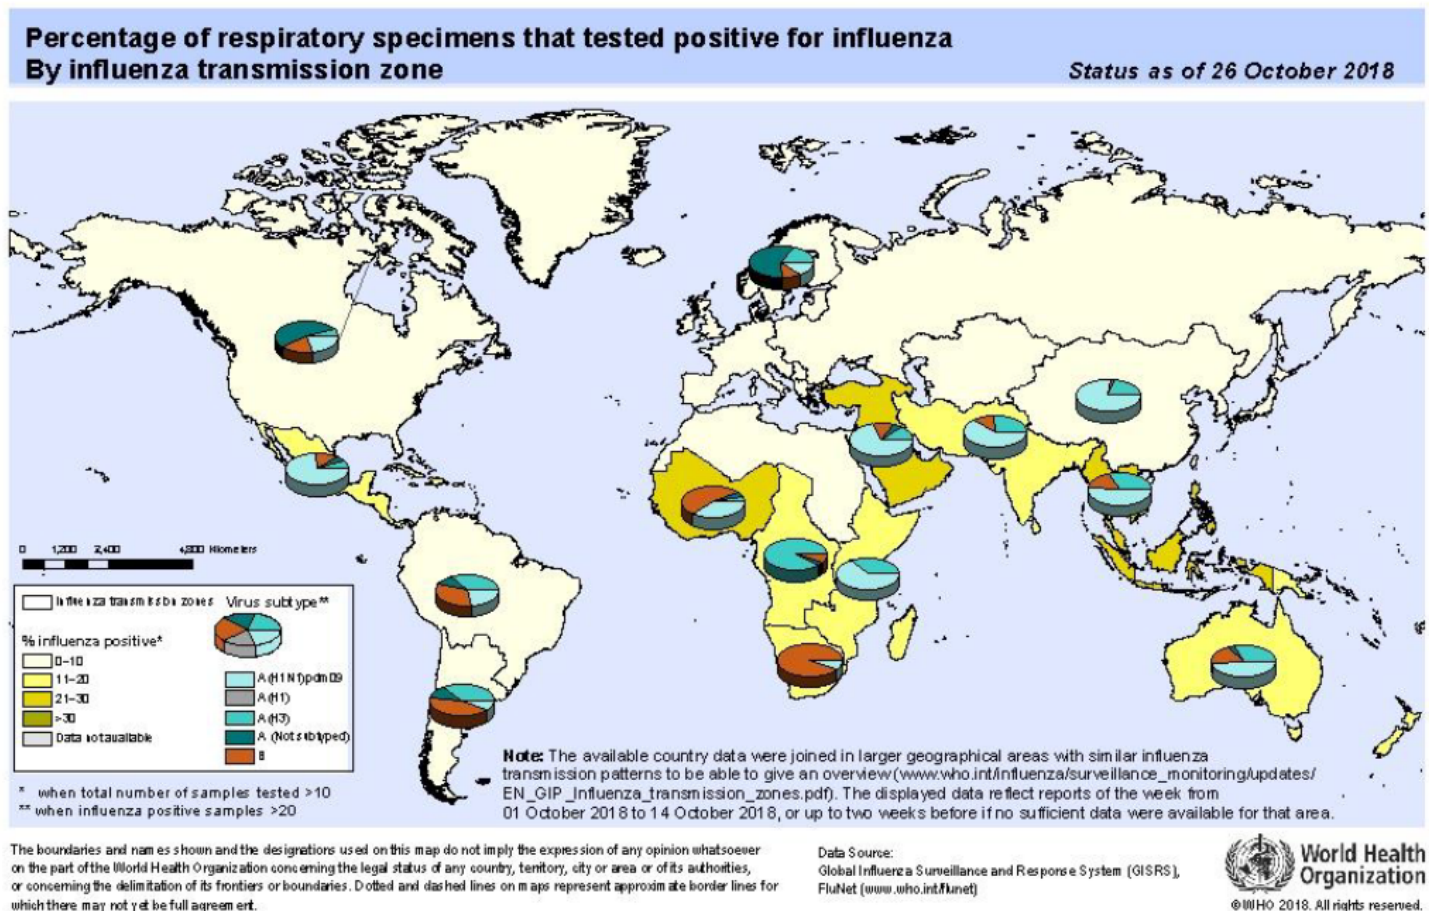 Percentage of respiratory specimens that tested positive for influenza
By influenza transmission zone
Status as of 26 October 2018
0 1,200 2,400 4,800 Kilometers
Influenza transmission zones
Virus subtype**
% influenza positive*
0-10
11-20
21-30
>30
Data not available
A(H1N1)pdm09
A(H1)
A(H3)
A (Not subtyped)
B
* when total number of samples tested >10
** when influenza positive samples >20
Note: The available country data were joined in larger geographical areas with similar influenza
transmission patterns to be able to give an overview (www.who.int/influenza/surveillance_monitoring/updates/
EN_GIP_Influenza_transmission_zones.pdf). The displayed data reflect reports of the week from
01 October 2018 to 14 October 2018, or up to two weeks before if no sufficient data were available for that area.
The boundaries and names shown and the designations used on this map do not imply the expression of any opinion whatsoever
on the part of the World Health Organization concerning the legal status of any country, territory, city or area or of its authorities,
or concerning the delimitation of its frontiers or boundaries. Dotted and dashed lines on maps represent approximate border lines for
which there may not yet be full agreement.
Data Source:
Global Influenza Surveillance and Response System (GISRS),
FluNet (www.who.int/flunet)
World Health
Organization
© WHO 2018. All rights reserved.